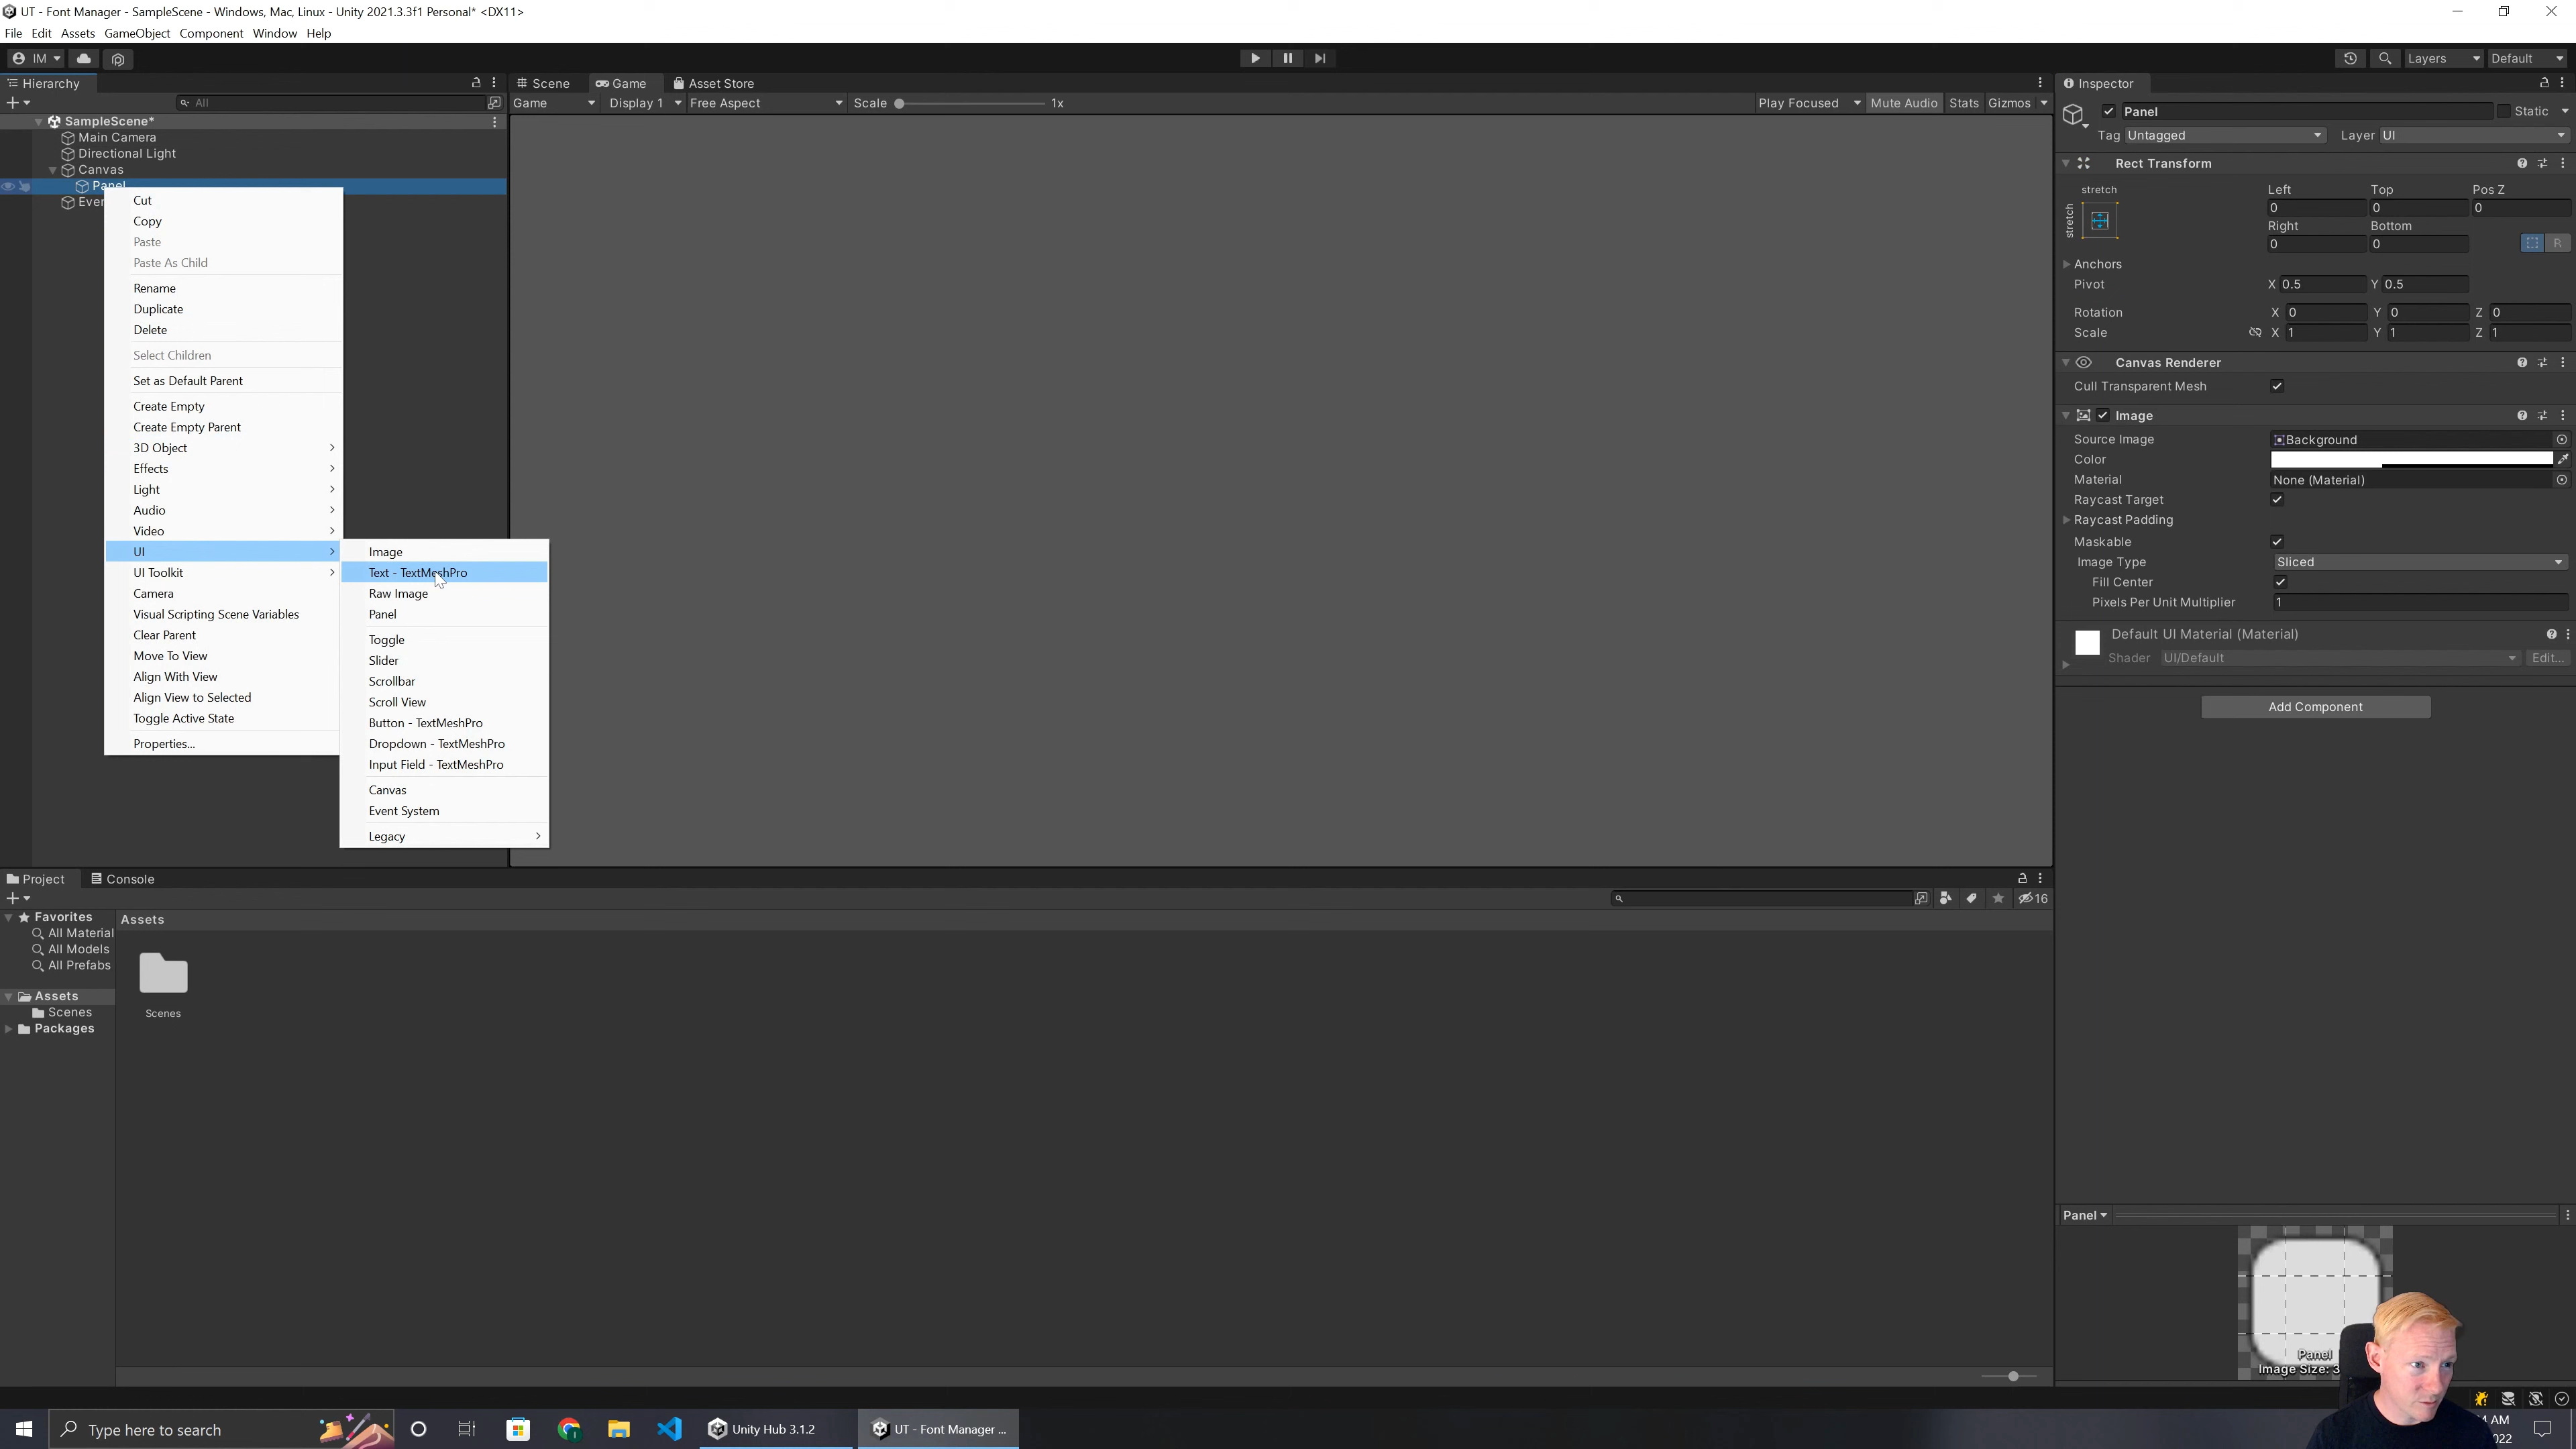 UT - Font Manager - SampleScene - Windows, Mac, Linux - Unity 2021.3.3f1 Personal* <DX11>
File Edit Assets GameObject Component Window Help
IM
Layers Default
Hierarchy
All
SampleScene*
Main Camera
Directional Light
Canvas
Panel
Cut
Copy
Paste
Paste As Child
Rename
Duplicate
Delete
Select Children
Set as Default Parent
Create Empty
Create Empty Parent
3D Object
Effects
Light
Audio
Video
UI
UI Toolkit
Camera
Visual Scripting Scene Variables
Clear Parent
Move To View
Align With View
Align View to Selected
Toggle Active State
Properties...
Image
Text - TextMeshPro
Raw Image
Panel
Toggle
Slider
Scrollbar
Scroll View
Button - TextMeshPro
Dropdown - TextMeshPro
Input Field - TextMeshPro
Canvas
Event System
Legacy
Scene Game Asset Store
Game Display 1 Free Aspect Scale 1x Play Focused Mute Audio Stats Gizmos
Inspector
Panel Static
Tag Untagged Layer UI
Rect Transform
stretch
stretch
Left Top Pos Z
0 0 0
Right Bottom
0 0 R
Anchors
Pivot X 0.5 Y 0.5
Rotation X 0 Y 0 Z 0
Scale X 1 Y 1 Z 1
Canvas Renderer
Cull Transparent Mesh
Image
Source Image Background
Color
Material None (Material)
Raycast Target
Raycast Padding
Maskable
Image Type Sliced
Fill Center
Pixels Per Unit Multiplier 1
Default UI Material (Material)
Shader UI/Default Edit...
Add Component
Panel
Panel
Image Size: 3
Project Console
16
Favorites
All Material
All Models
All Prefabs
Assets
Scenes
Packages
Assets
Scenes
Type here to search
Unity Hub 3.1.2
UT - Font Manager ...
AM